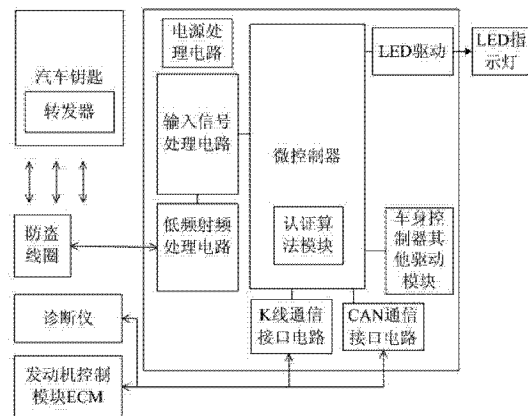 汽车钥匙
转发器
防盗
线圈
诊断仪
发动机控制
模块ECM
电源处
理电路
输入信号
处理电路
低频射频
处理电路
微控制器
认证算
法模块
LED驱动
LED指
示灯
车身控
制器其
他驱动
模块
K线通信
接口电路
CAN通信
接口电路